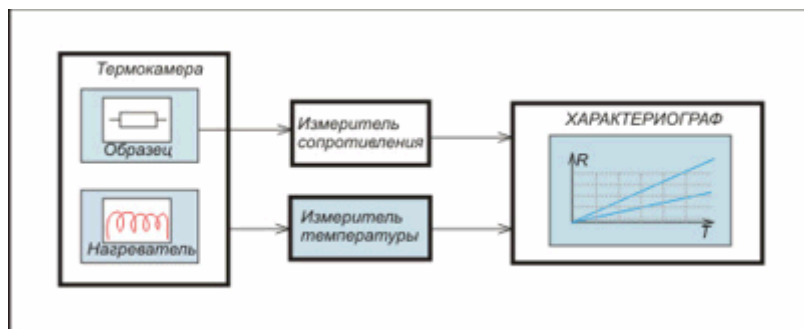 Термокамера
Образец
Нагреватель
Измеритель
сопротивления
Измеритель
температуры
ХАРАКТЕРИОГРАФ
R
T